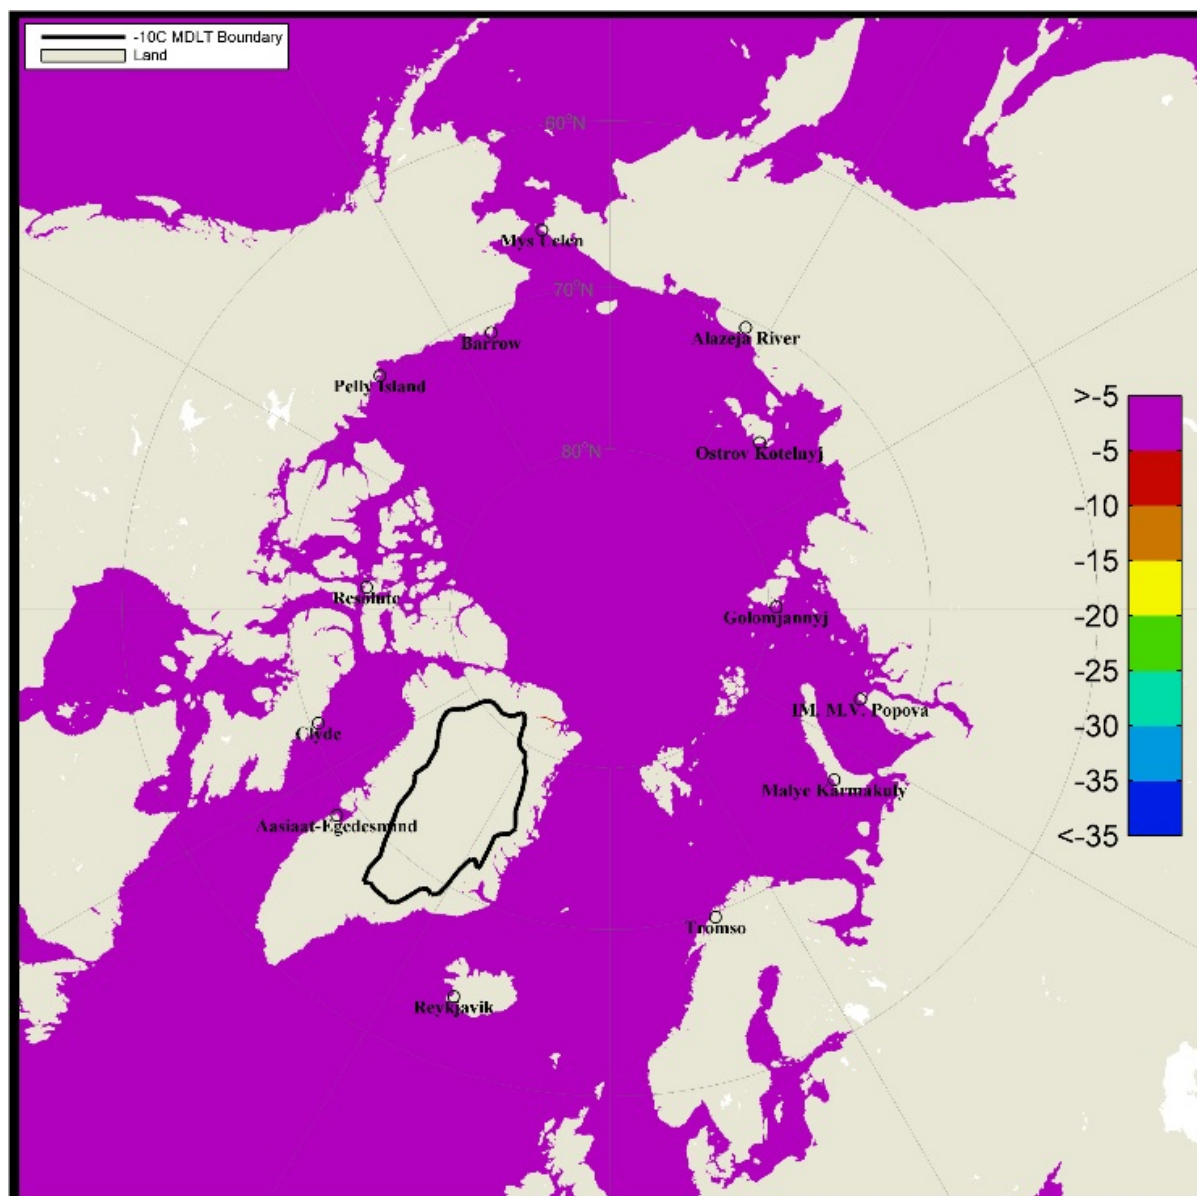 -10C MDLT Boundary
Land
60°N
Mys Uelen
70°N
Barrow
Alazeja River
Pelly Island
80°N
Ostrov Kotelnyj
>-5
-5
-10
-15
-20
-25
-30
-35
<-35
Resolute
Golomjannyj
IM. M.V. Popova
Clyde
Malye Karmakuly
Aasiaat-Egedesmind
Tromso
Reykjavik